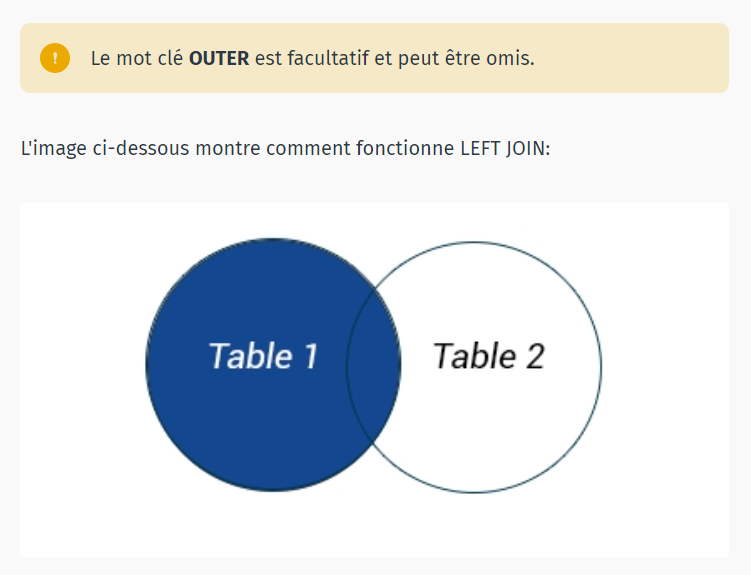 Le mot clé OUTER est facultatif et peut être omis.
L'image ci-dessous montre comment fonctionne LEFT JOIN:
Table 1 Table 2